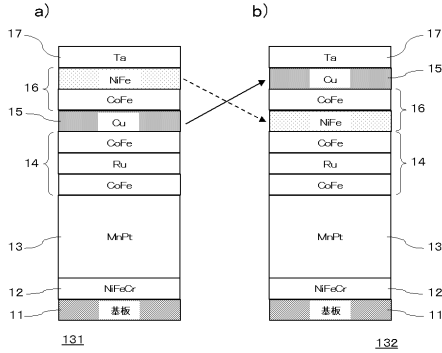 a)
b)
17
Ta
Ta
17
NiFe
Cu
15
16
CoFe
CoFe
16
15
Cu
NiFe
CoFe
CoFe
14
Ru
Ru
14
CoFe
CoFe
13
MnPt
MnPt
13
12
NiFeCr
NiFeCr
12
11
基板
基板
11
131
132